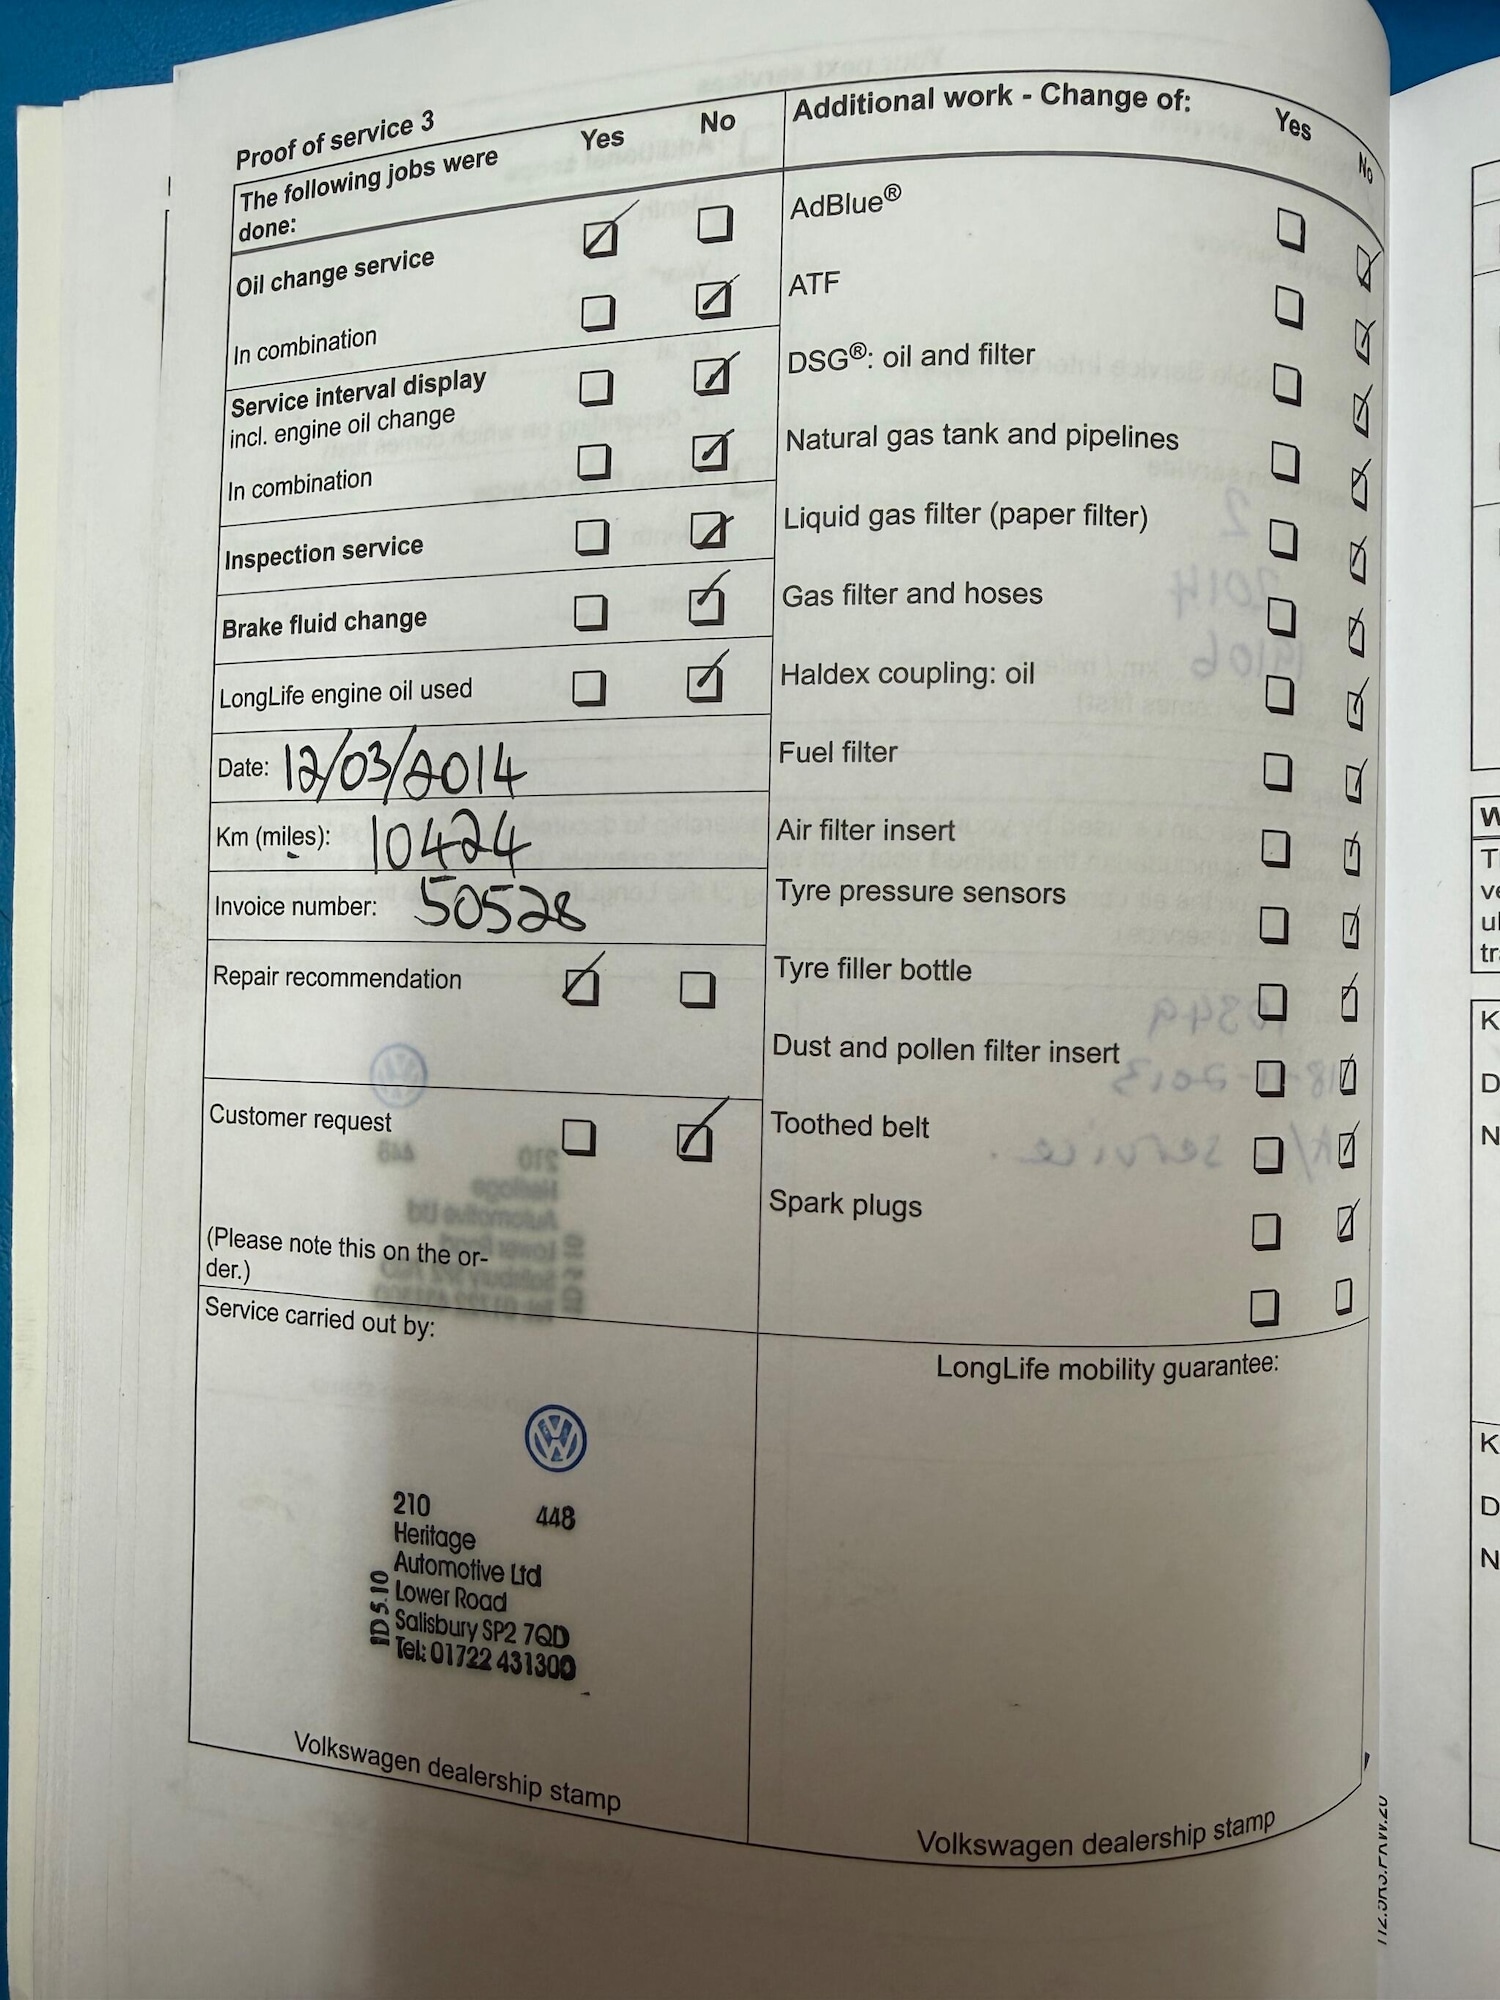 Proof of service 3
The following jobs were
done:
Yes
No
Oil change service
In combination
Service interval display
incl. engine oil change
In combination
Inspection service
Brake fluid change
LongLife engine oil used
Date: 12/03/2014
Km (miles): 10424
Invoice number: 50528
Repair recommendation
Customer request
(Please note this on the or-
der.)
Service carried out by:
210 448
Heritage
Automotive Ltd
Lower Road
Salisbury SP2 7QD
Tel: 01722 431300
ID 5.10
Volkswagen dealership stamp
Additional work - Change of:
Yes
No
AdBlue®
ATF
DSG®: oil and filter
Natural gas tank and pipelines
Liquid gas filter (paper filter)
Gas filter and hoses
Haldex coupling: oil
Fuel filter
Air filter insert
Tyre pressure sensors
Tyre filler bottle
Dust and pollen filter insert
Toothed belt
Spark plugs
LongLife mobility guarantee:
Volkswagen dealership stamp